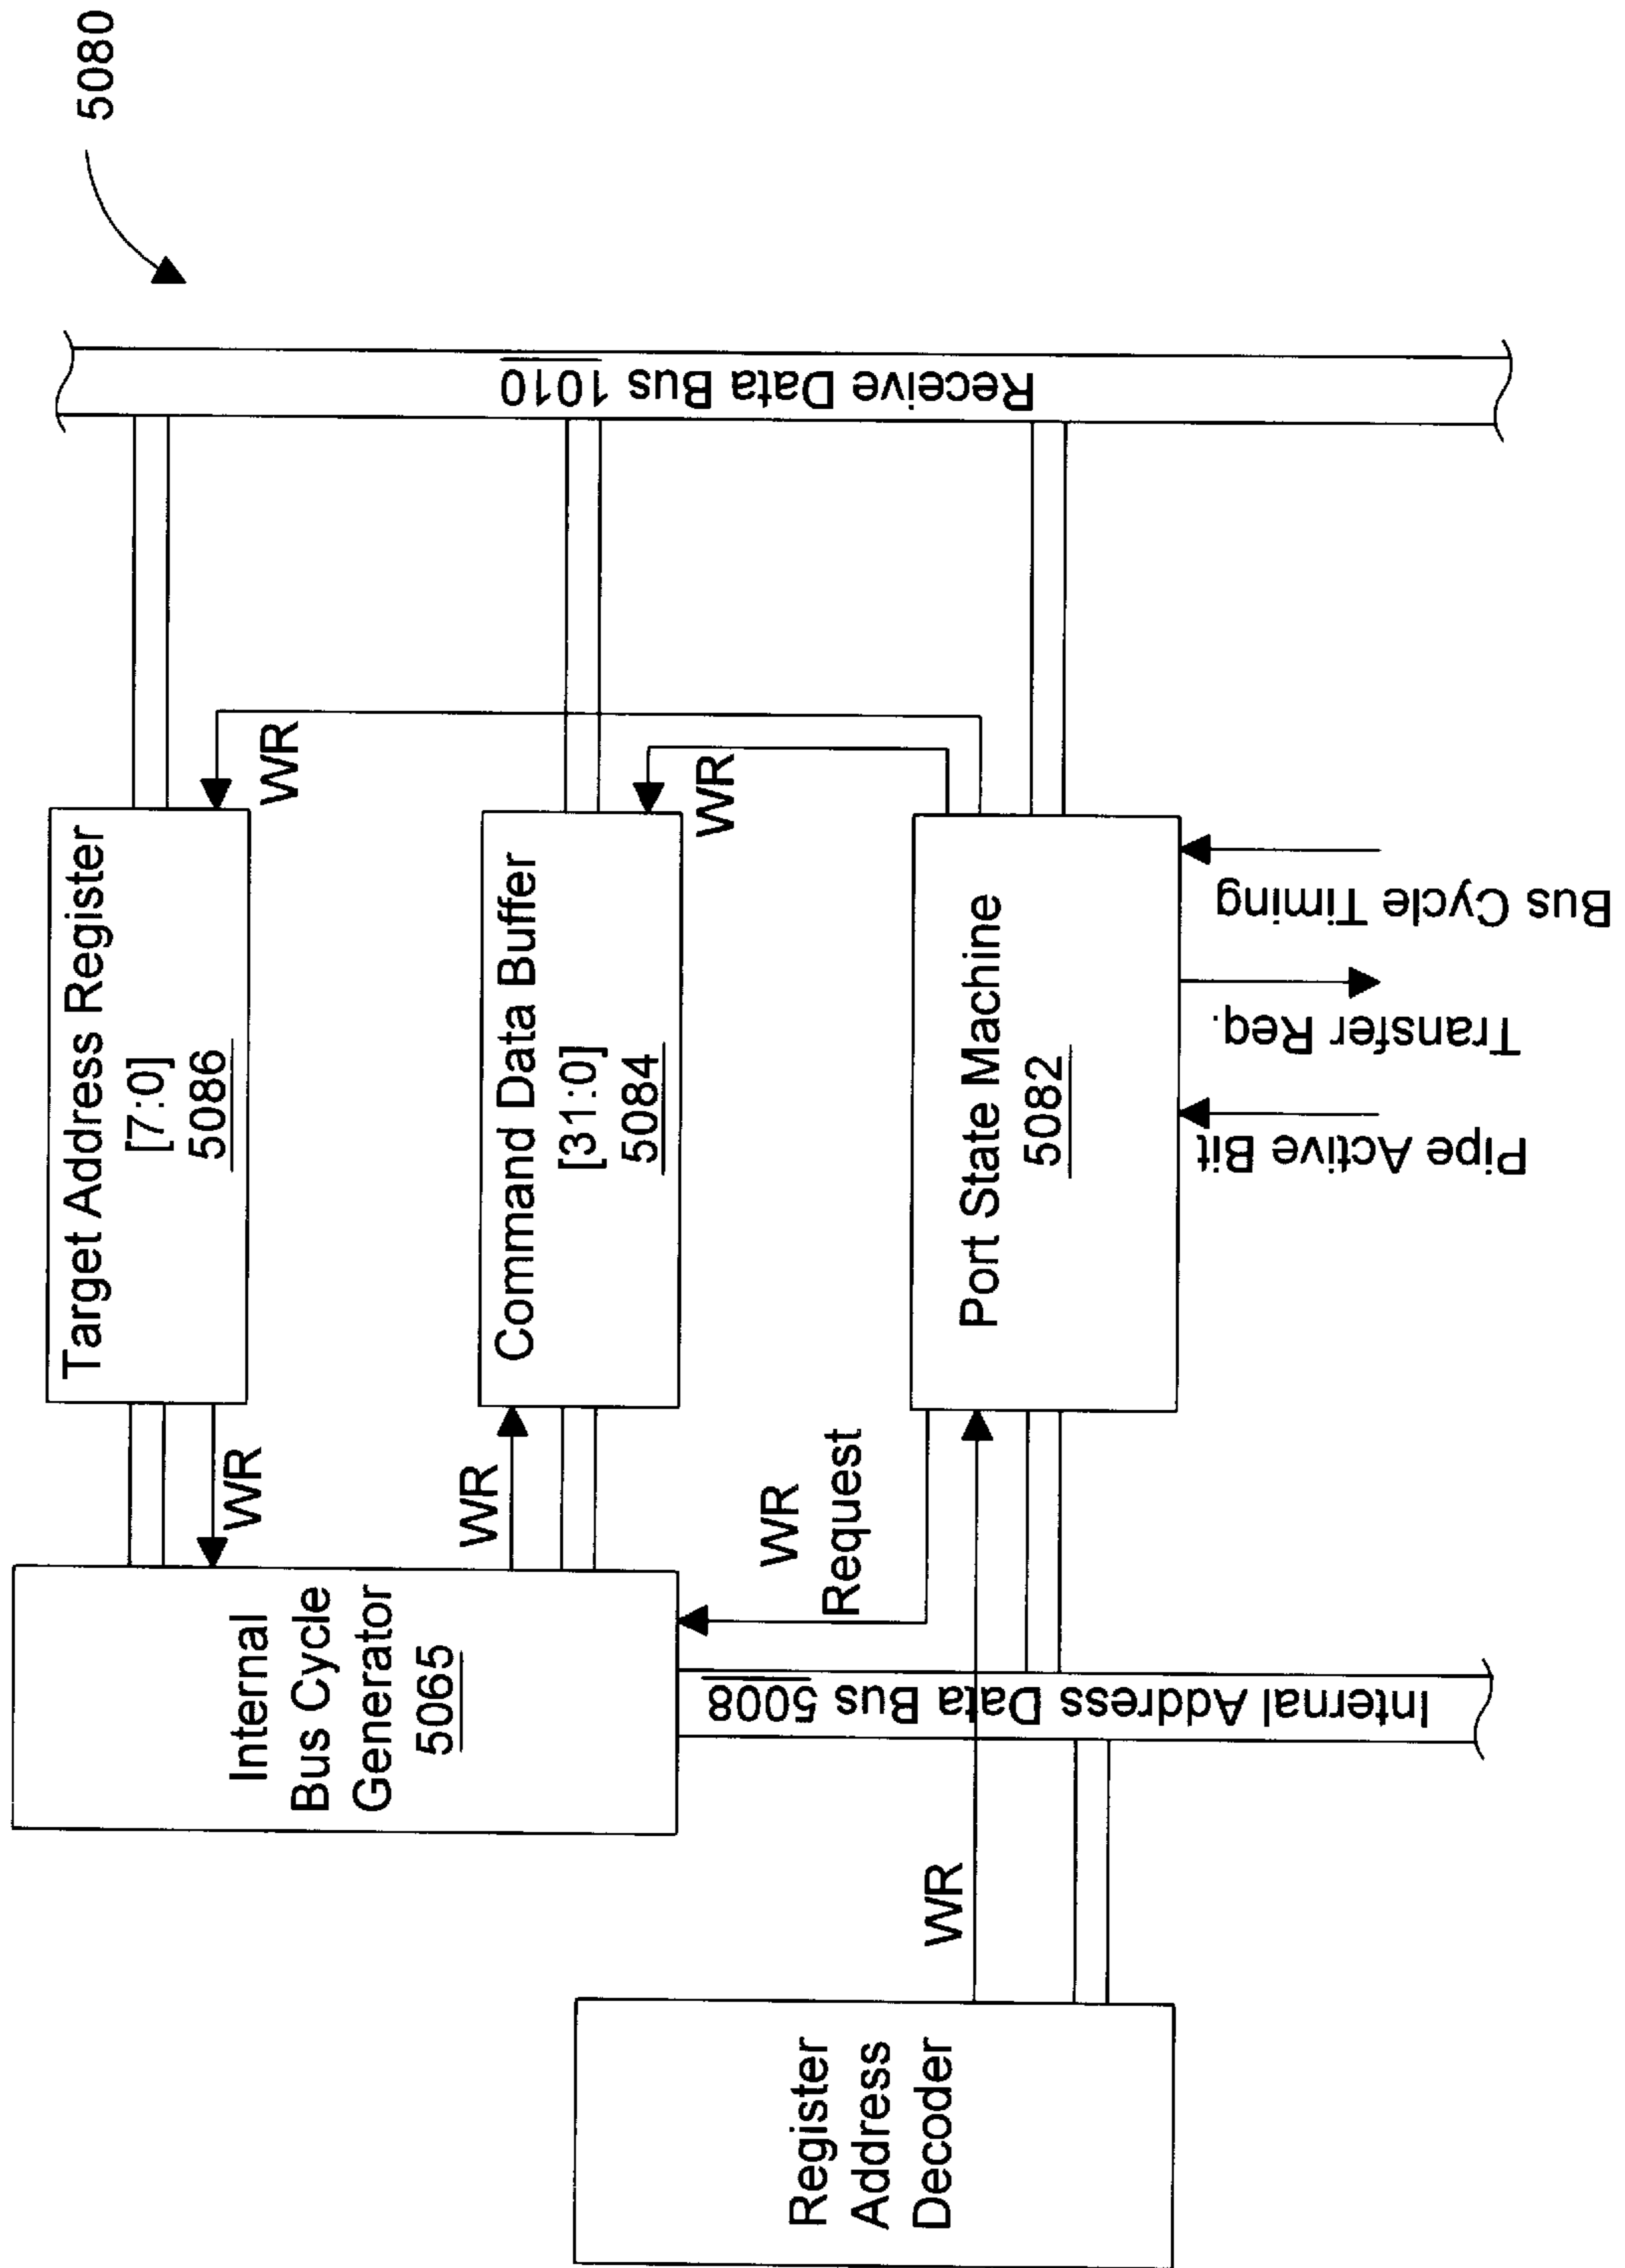 5080
Receive Data Bus 1010
Target Address Register
[7:0]
5086
WR
WR
Internal
Bus Cycle
Generator
5065
Command Data Buffer
[31:0]
5084
WR
WR
WR
Request
Port State Machine
5082
Bus Cycle Timing
Transfer Req.
Pipe Active Bit
Internal Address Data Bus 5008
WR
Register
Address
Decoder